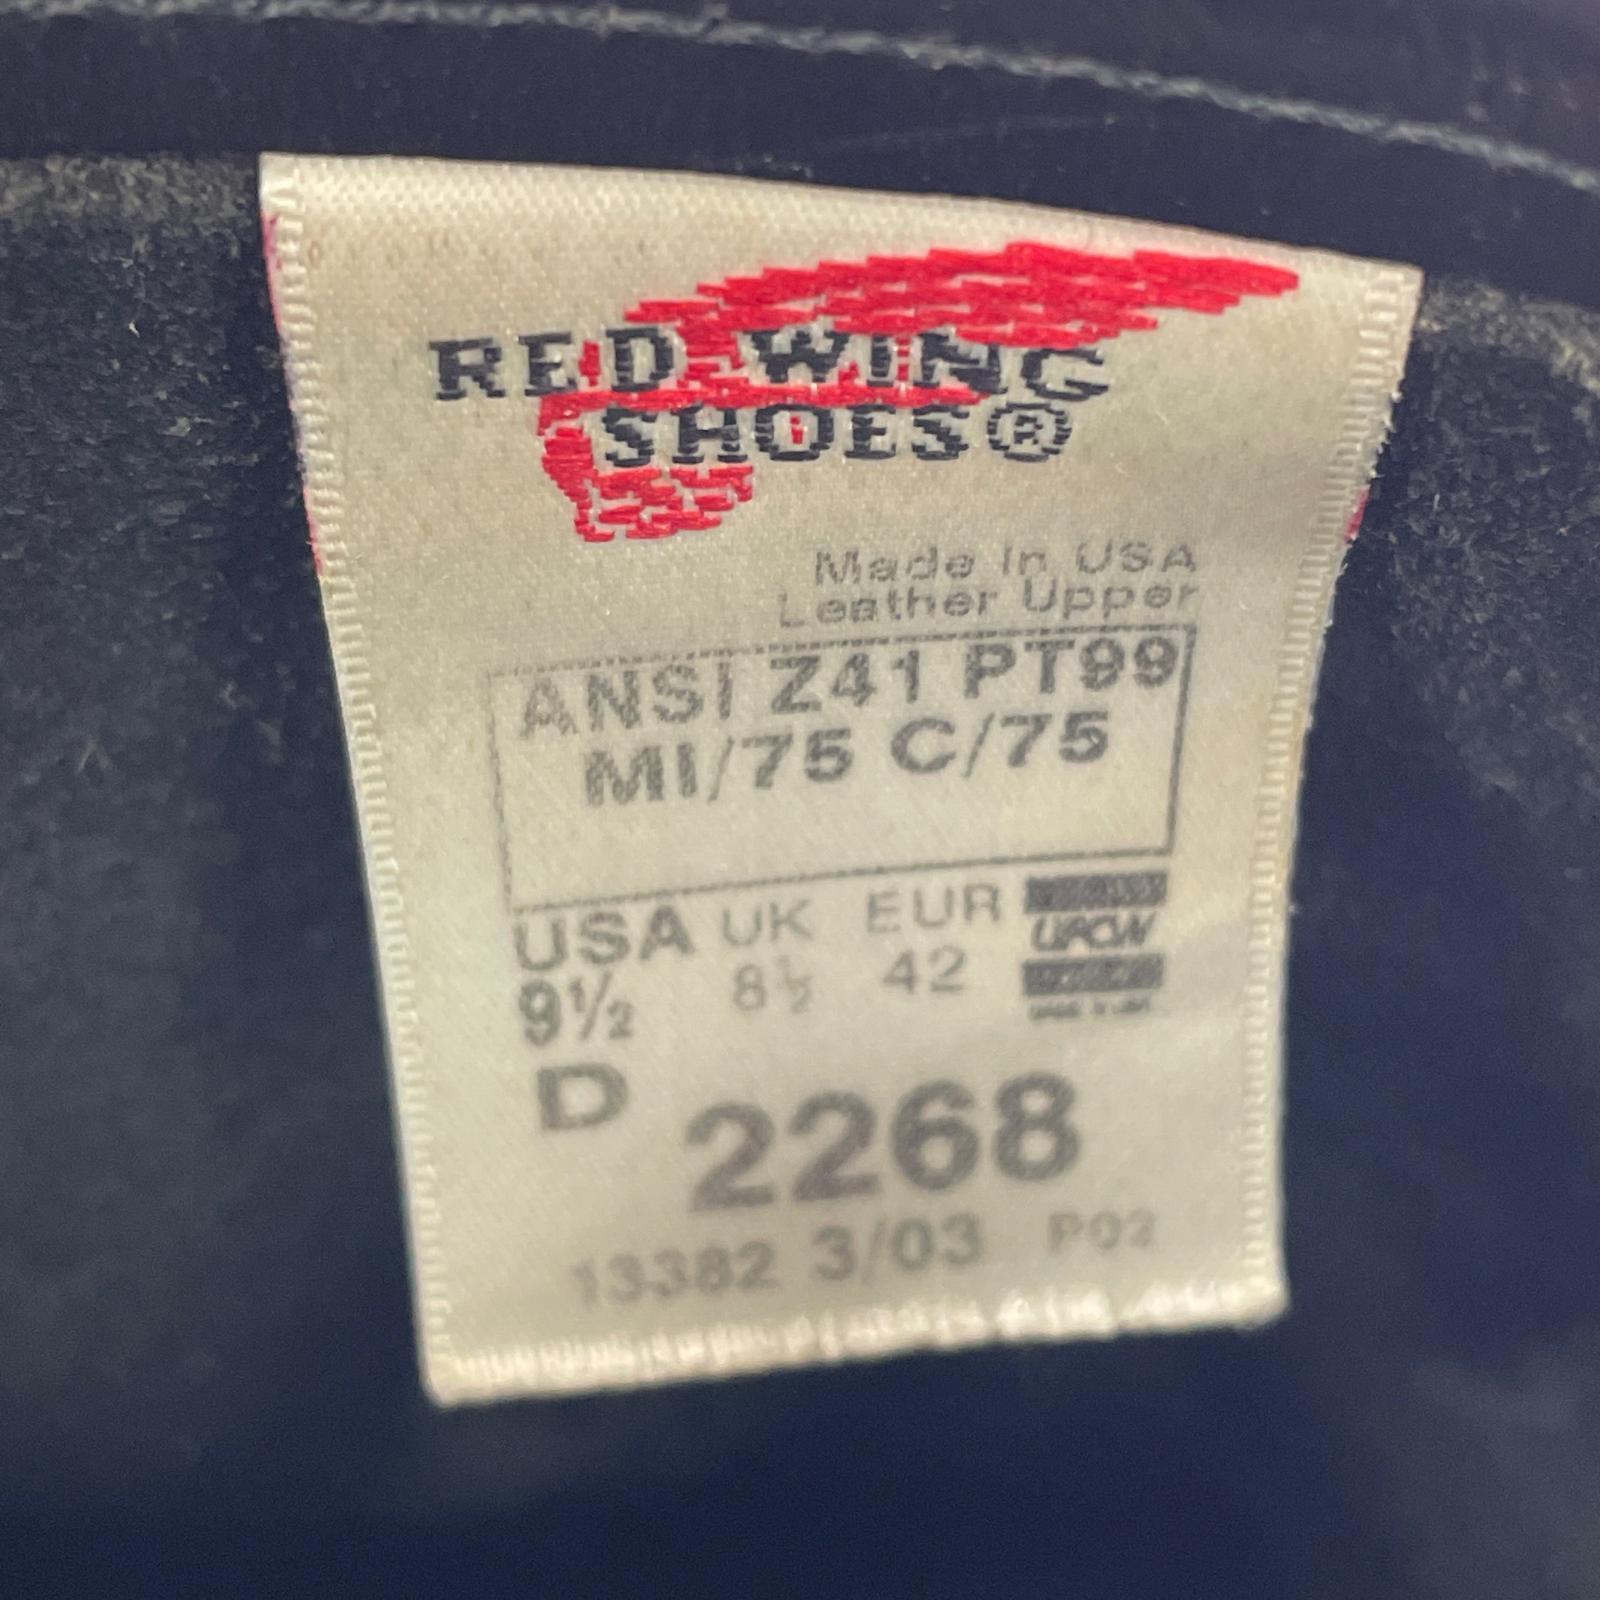 RED WING
SHOES®
Made In USA
Leather Upper
ANSI Z41 PT99
MI/75 C/75
USA UK EUR
9½ 8½ 42
UFCW
D
2268
13382 3/03 P02